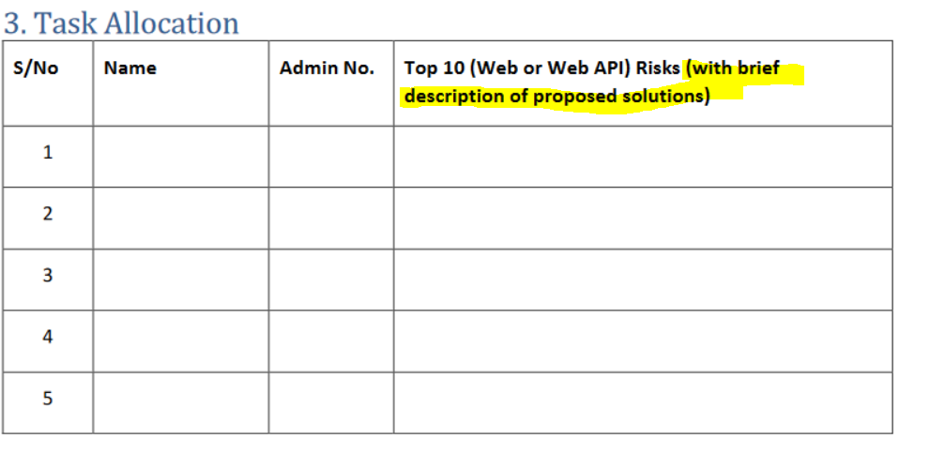 3. Task Allocation
S/No Name Admin No. Top 10 (Web or Web API) Risks (with brief
description of proposed solutions)
1
2
3
4
5